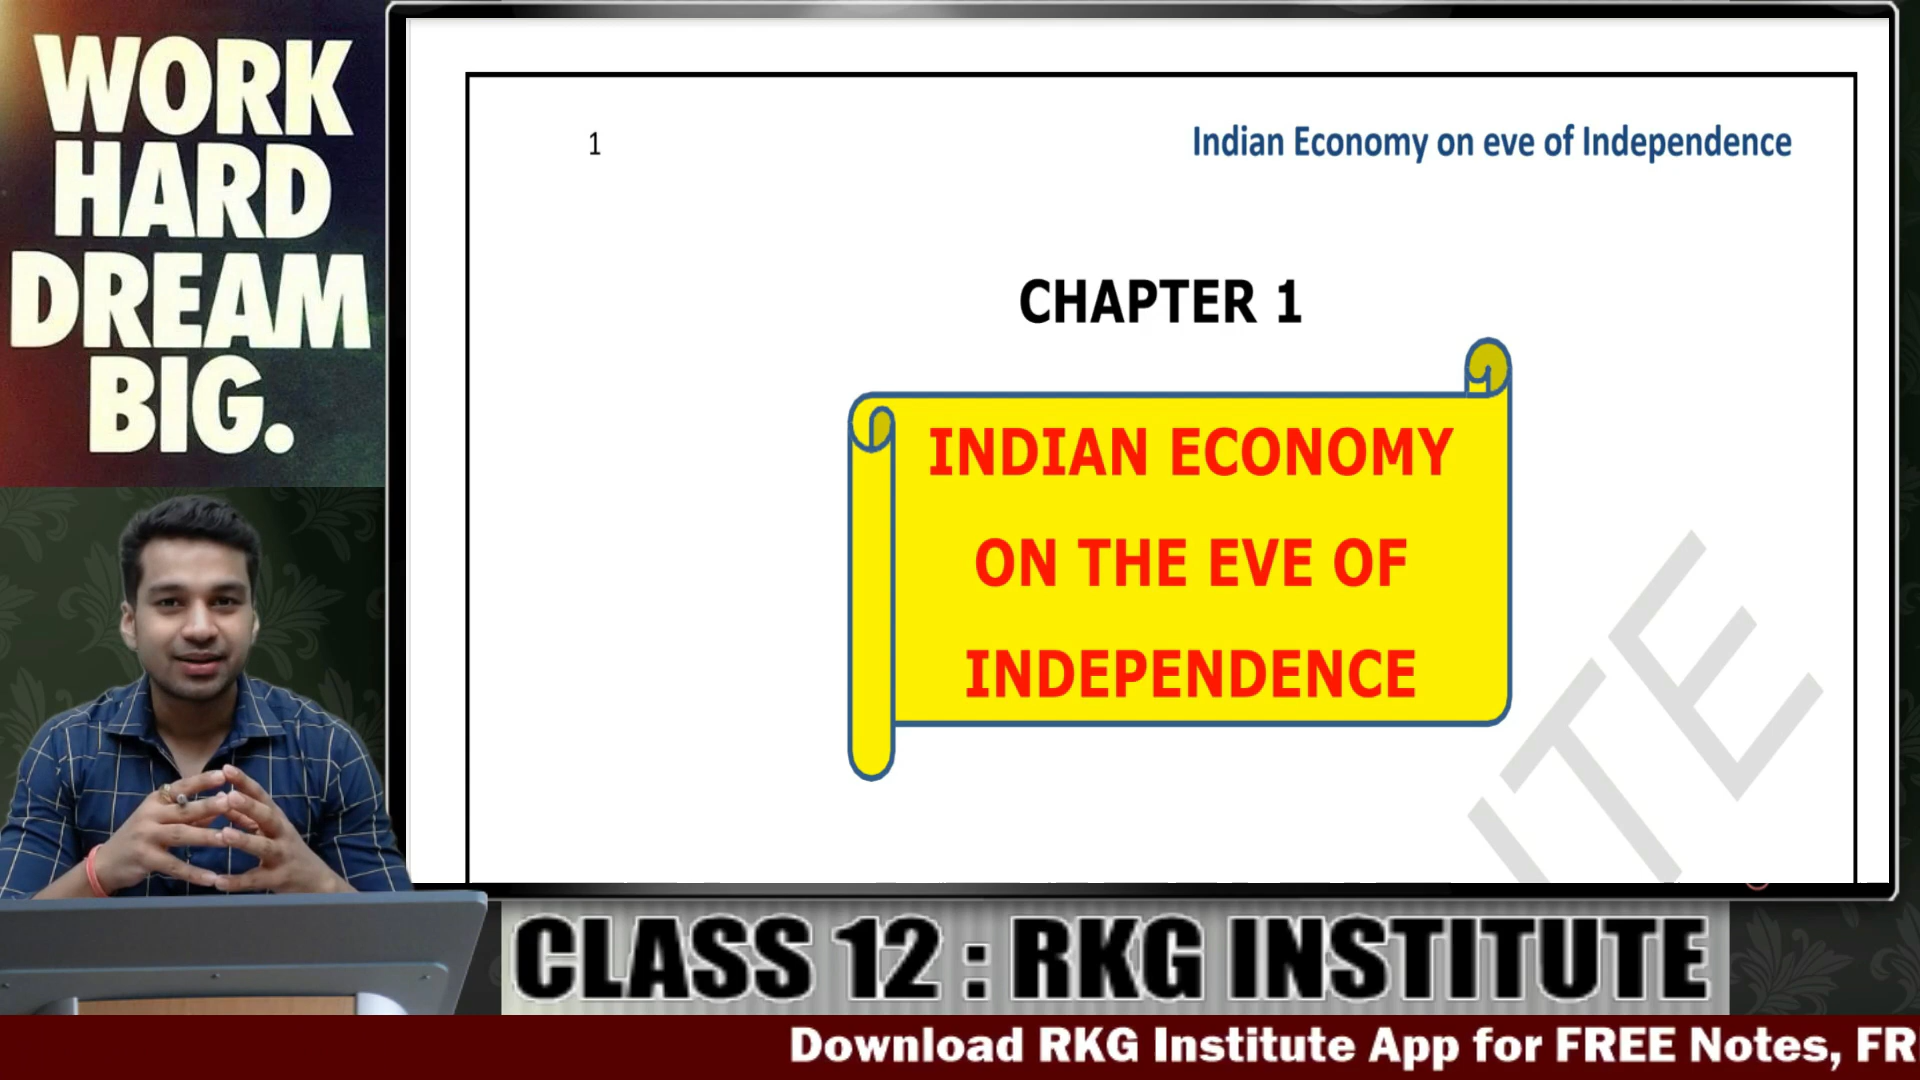 WORK
HARD
DREAM
BIG.
1
Indian Economy on eve of Independence
CHAPTER 1
INDIAN ECONOMY
ON THE EVE OF
INDEPENDENCE
ITE
CLASS 12 : RKG INSTITUTE
Download RKG Institute App for FREE Notes, FR